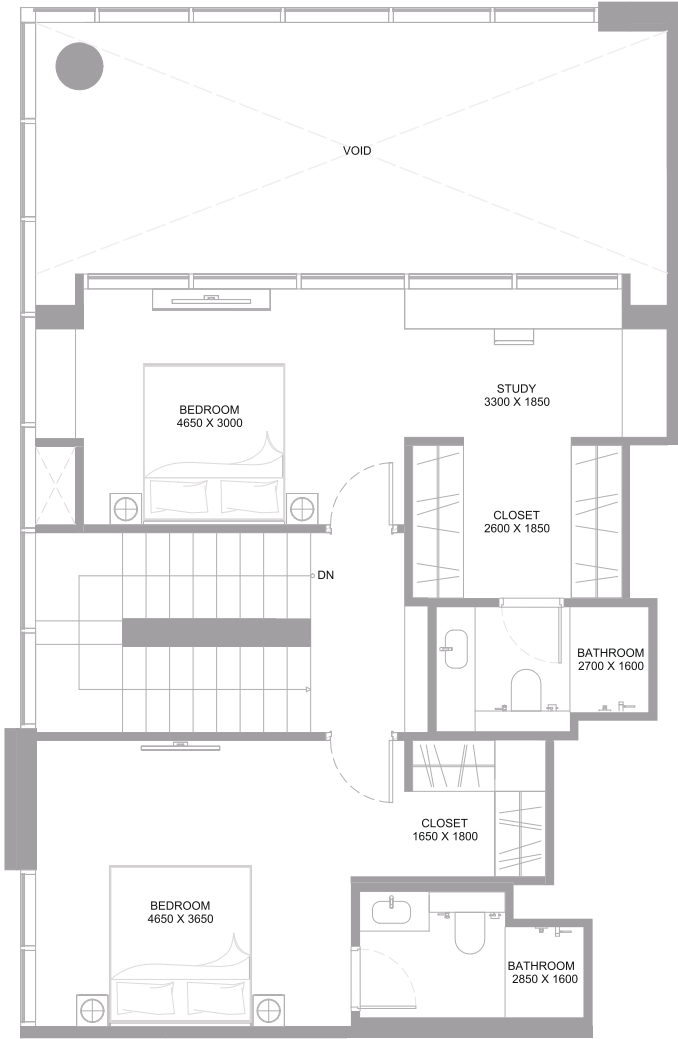 VOID
BEDROOM
4650 X 3000
STUDY
3300 X 1850
CLOSET
2600 X 1850
DN
BATHROOM
2700 X 1600
CLOSET
1650 X 1800
BEDROOM
4650 X 3650
BATHROOM
2850 X 1600